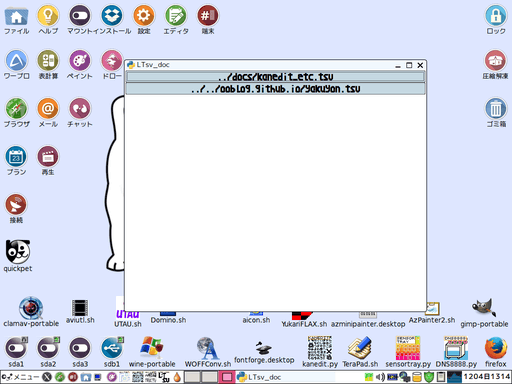 ファイル
ヘルプ
マウント
インストール
設定
エディタ
端末
ロック
ワープロ
表計算
ペイント
ドロー
圧縮解凍
ブラウザ
メール
チャット
ゴミ箱
プラン
再生
接続
quickpet
LTsv_doc
../docs/kanedit_etc.tsv
clamav-portable
aviutl.sh
UTAU.sh
Domino.sh
aicon.sh
YukariFLAX.sh
azminipainter.desktop
AzPainter2.sh
gimp-portable
sda1
sda2
sda3
sdb1
wine-portable
WOFFConv.sh
fontforge.desktop
kanedit.py
TeraPad.sh
sensortray.py
DNS8888.py
firefox
メニュー
LTsv_doc
1204日1314